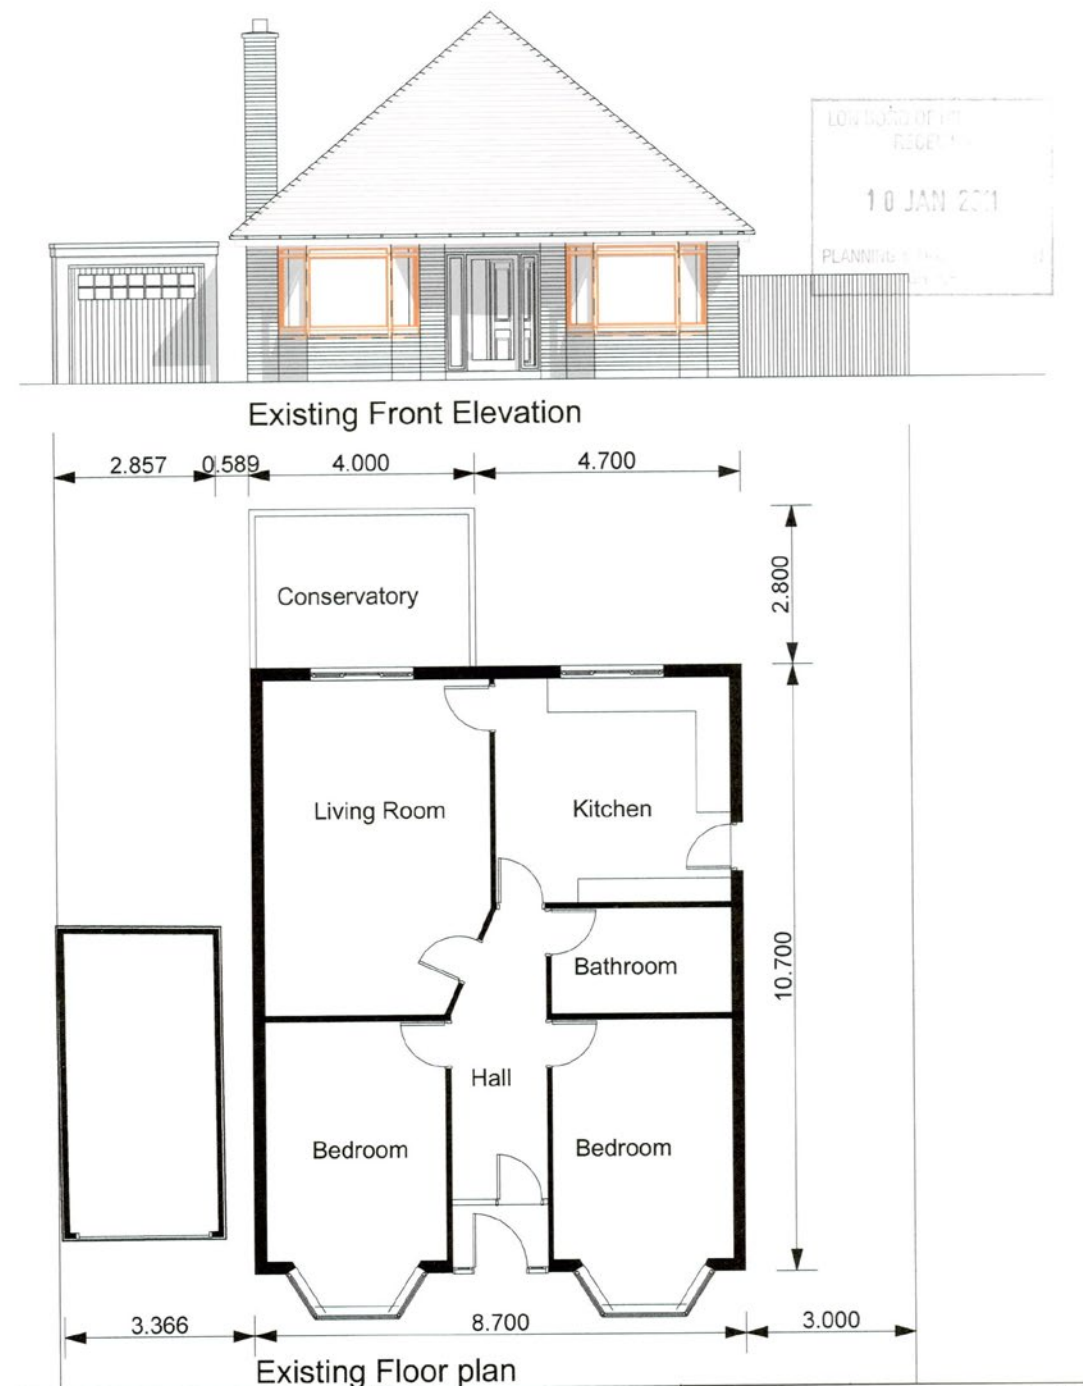 10 JAN
Existing Front Elevation
2.857
0.589
4.000
4.700
2.800
Conservatory
Living Room
Kitchen
10.700
Bathroom
Hall
Bedroom
Bedroom
3.366
8.700
3.000
Existing Floor plan